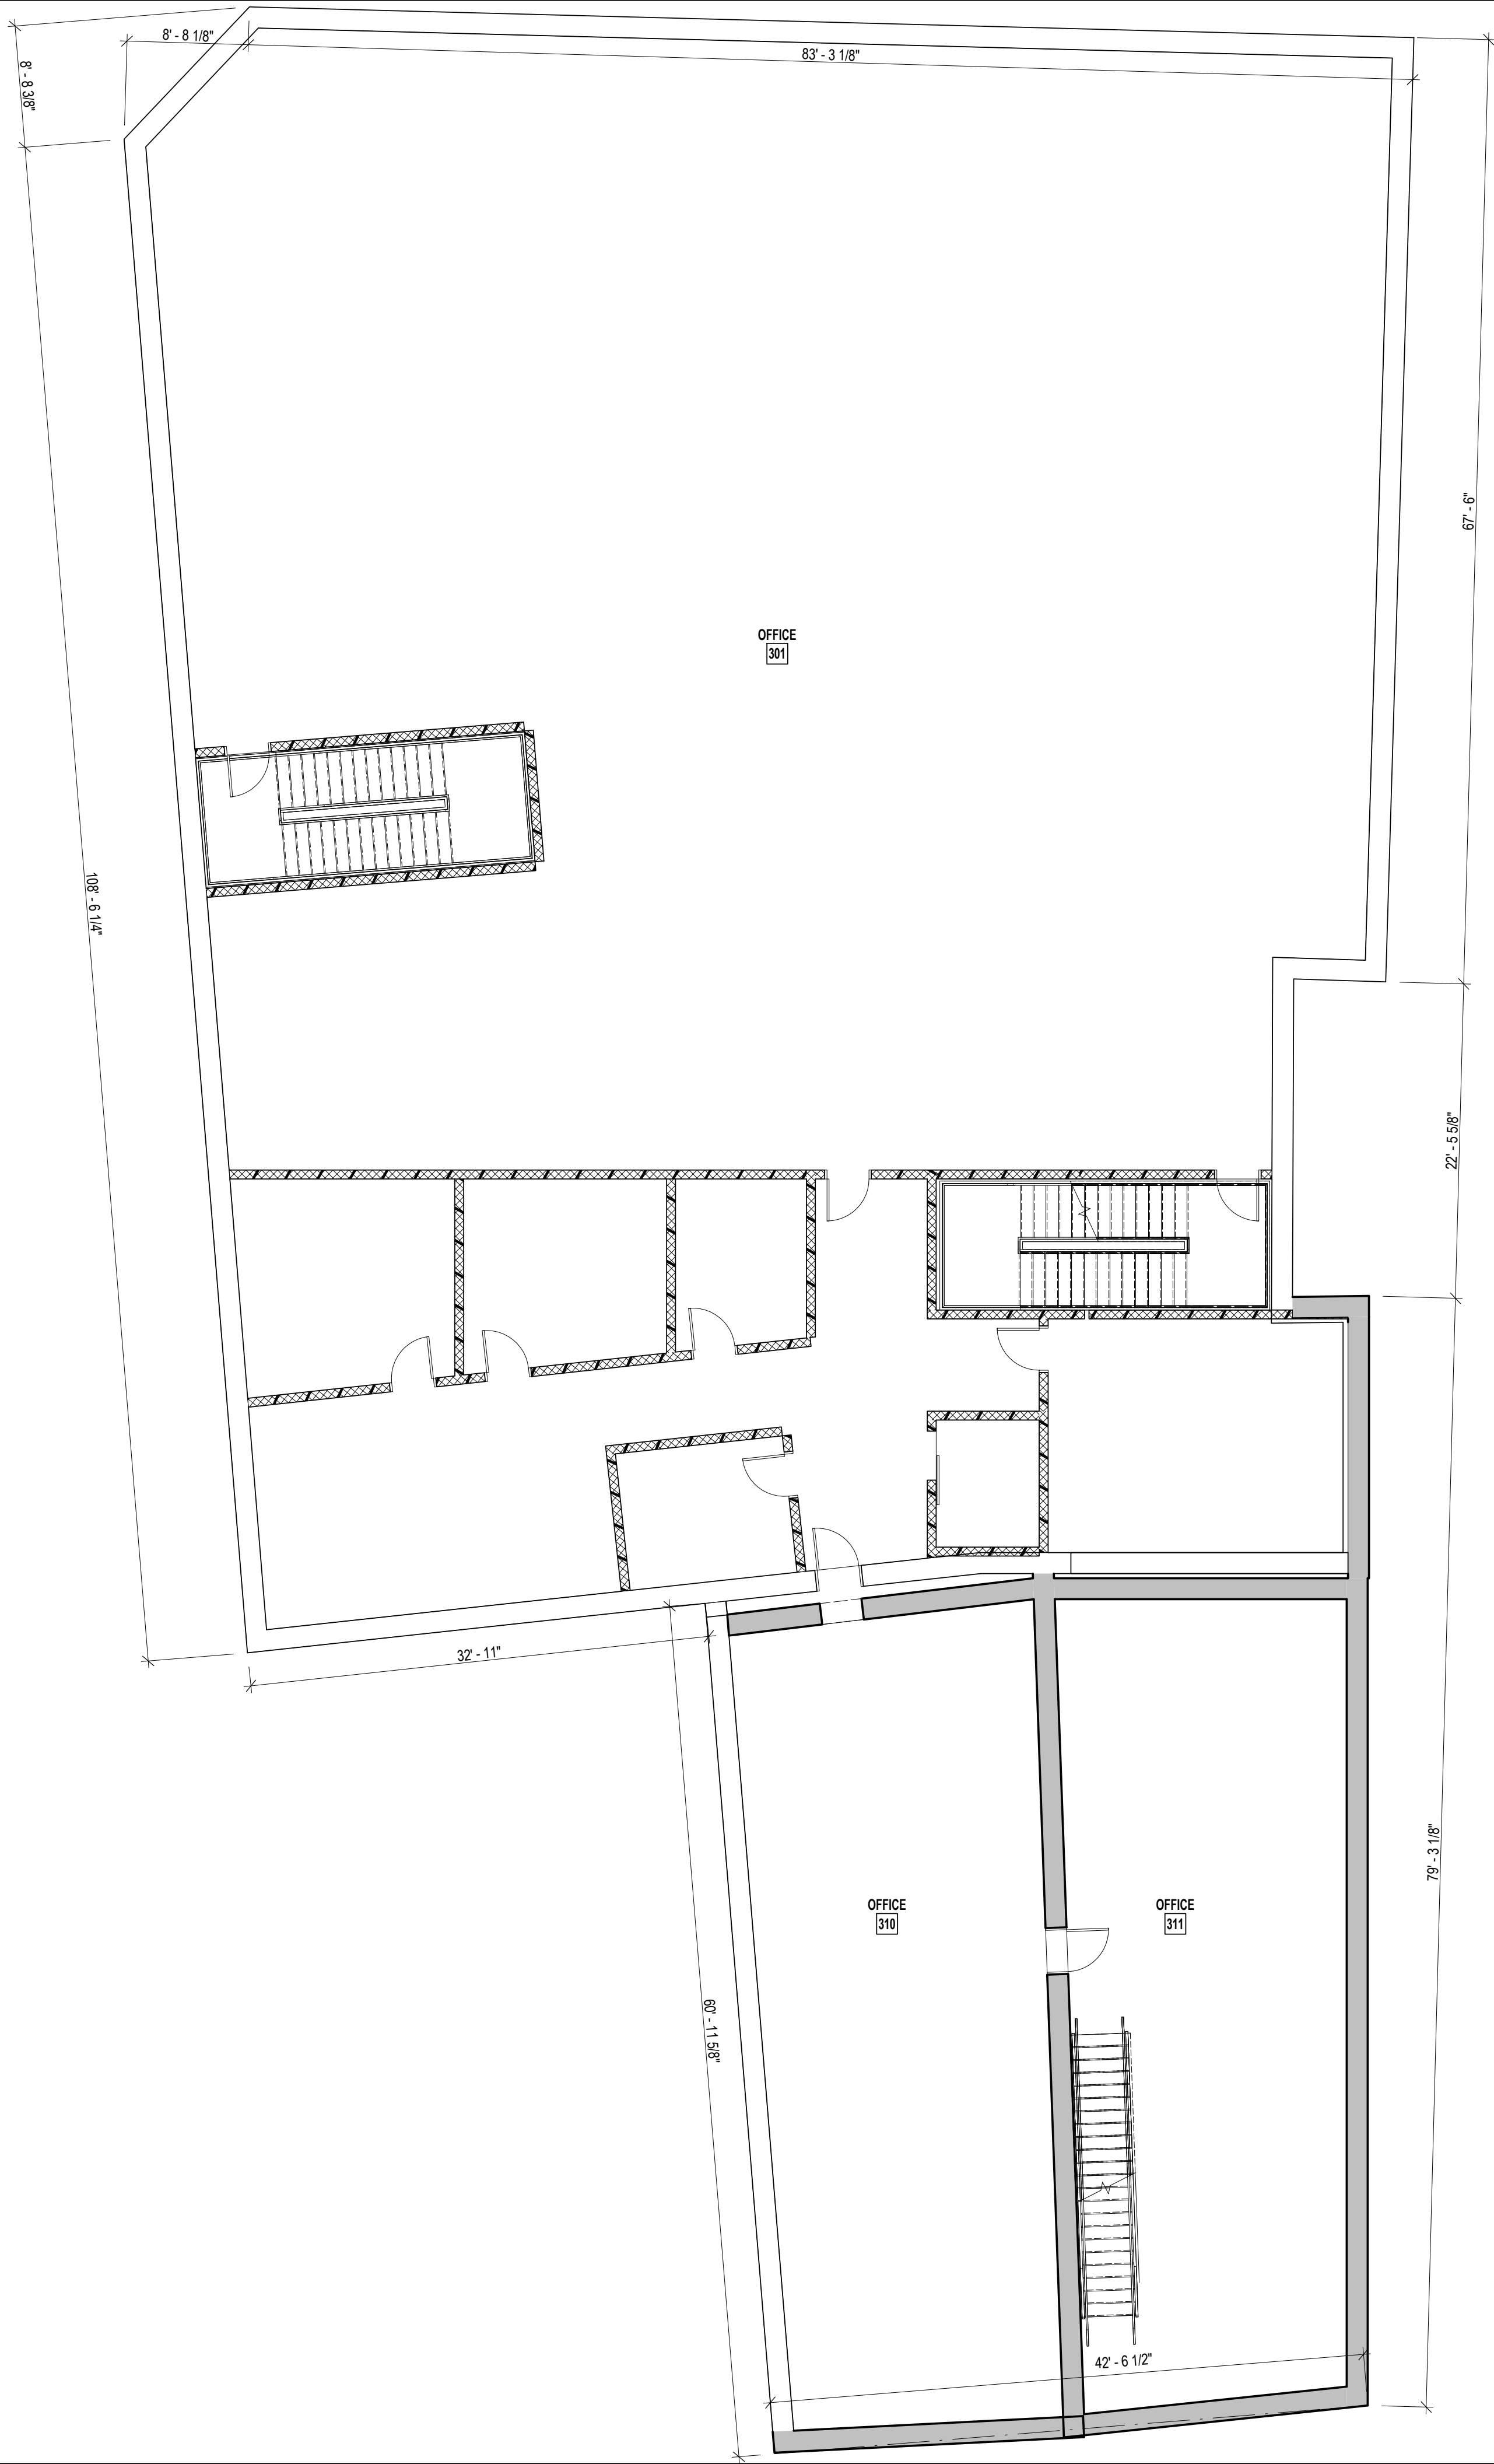 8' - 8 1/8"
83' - 3 1/8"
8' - 8 3/8"
67' - 6"
OFFICE
301
108' - 6 1/4"
22' - 5 5/8"
32' - 11"
79' - 3 1/8"
OFFICE
310
OFFICE
311
60' - 11 5/8"
42' - 6 1/2"